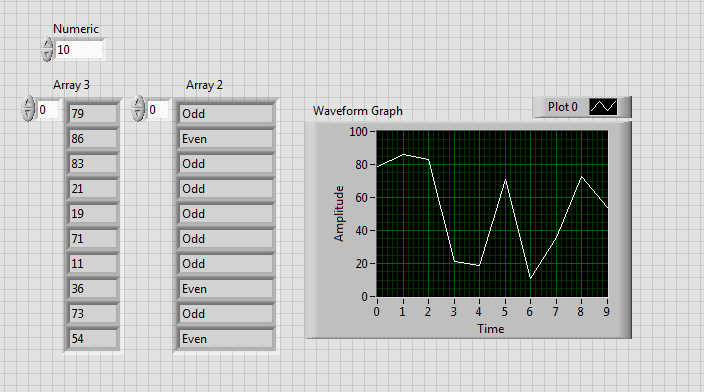 Numeric
10
Array 3
Array 2
0
0
79
Odd
86
Even
83
Odd
21
Odd
19
Odd
71
Odd
11
Odd
36
Even
73
Odd
54
Even
Waveform Graph
Plot 0
100
80
60
40
20
0
Amplitude
0 1 2 3 4 5 6 7 8 9
Time